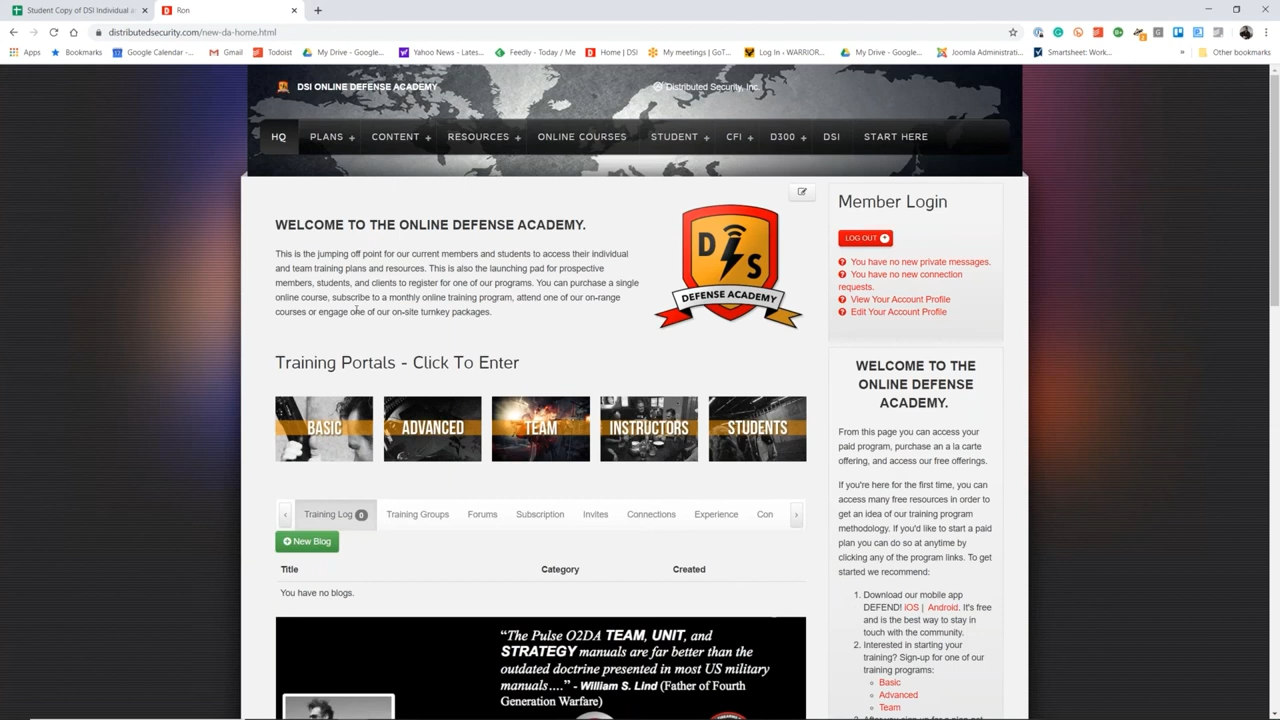 Student Copy of DSI Individual a
Ron
distributedsecurity.com/new-da-home.html
Apps
Bookmarks
Google Calendar -...
Gmail
Todoist
My Drive - Google...
Yahoo News - Lates...
Feedly - Today / Me
Home | DSI
My meetings | GoT...
Log In - WARRIOR...
My Drive - Google...
Joomla Administrati...
Smartsheet: Work...
»
Other bookmarks
DSI ONLINE DEFENSE ACADEMY
Distributed Security, Inc.
HQ
PLANS +
CONTENT +
RESOURCES +
ONLINE COURSES
STUDENT +
CFI +
D300 +
DSI
START HERE
WELCOME TO THE ONLINE DEFENSE ACADEMY.
This is the jumping off point for our current members and students to access their individual
and team training plans and resources. This is also the launching pad for prospective
members, students, and clients to register for one of our programs. You can purchase a single
online course, subscribe to a monthly online training program, attend one of our on-range
courses or engage one of our on-site turnkey packages.
D S
DEFENSE ACADEMY
Training Portals - Click To Enter
BASIC
ADVANCED
TEAM
INSTRUCTORS
STUDENTS
‹
Training Log 0
Training Groups
Forums
Subscription
Invites
Connections
Experience
Con
›
New Blog
Title
Category
Created
You have no blogs.
“The Pulse O2DA TEAM, UNIT, and
STRATEGY manuals are far better than the
outdated doctrine presented in most US military
manuals....” - William S. Lind (Father of Fourth
Generation Warfare)
Member Login
LOG OUT
You have no new private messages.
You have no new connection
requests.
View Your Account Profile
Edit Your Account Profile
WELCOME TO THE
ONLINE DEFENSE
ACADEMY.
From this page you can access your
paid program, purchase an a la carte
offering, and access our free offerings.
If you're here for the first time, you can
access many free resources in order to
get an idea of our training program
methodology. If you'd like to start a paid
plan you can do so at anytime by
clicking any of the program links. To get
started we recommend:
1. Download our mobile app
DEFEND! iOS | Android. It's free
and is the best way to stay in
touch with the community.
2. Interested in starting your
training? Sign-up for one of our
training programs:
Basic
Advanced
Team